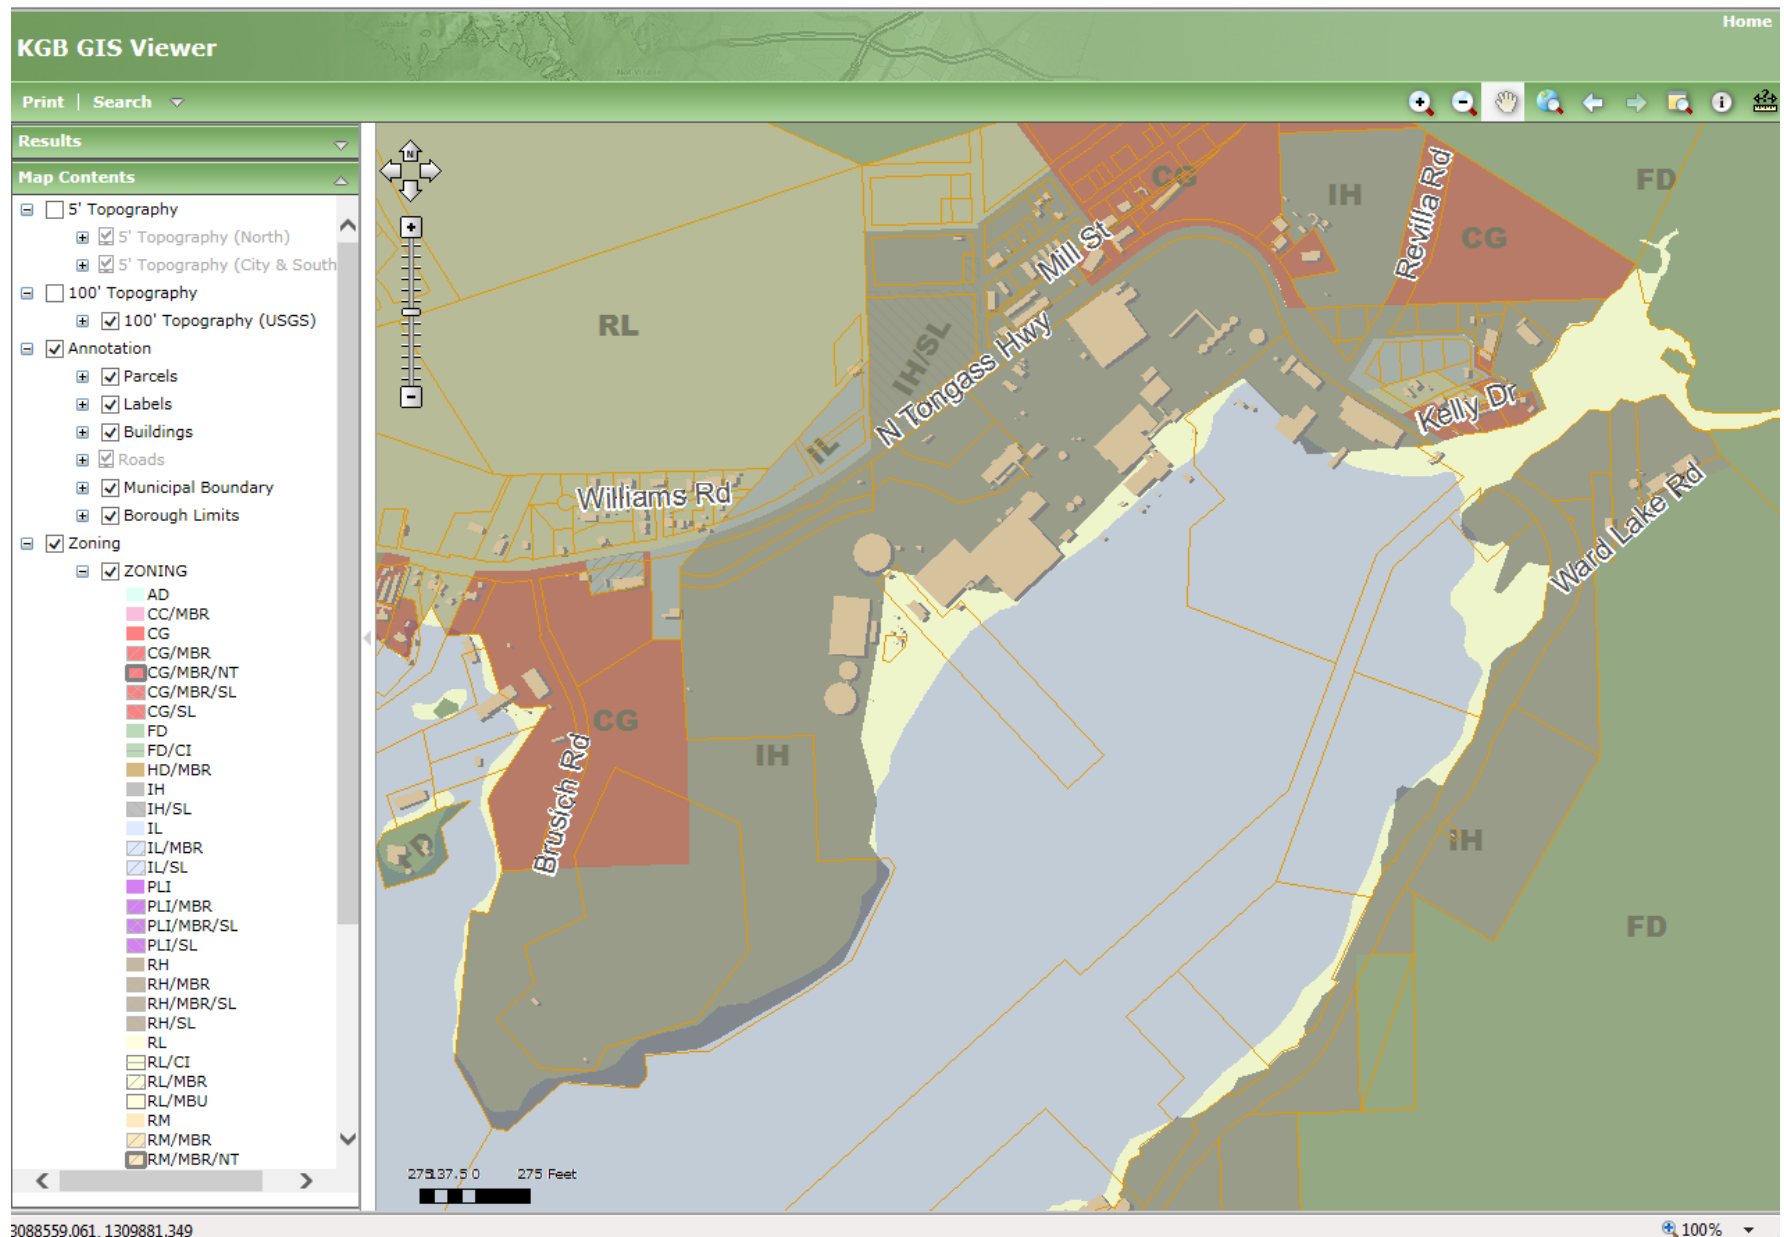 Home
KGB GIS Viewer
Print | Search
Results
Map Contents
5' Topography
5' Topography (North)
5' Topography (City & South
100' Topography
100' Topography (USGS)
Annotation
Parcels
Labels
Buildings
Roads
Municipal Boundary
Borough Limits
Zoning
ZONING
AD
CC/MBR
CG
CG/MBR
CG/MBR/NT
CG/MBR/SL
CG/SL
FD
FD/CI
HD/MBR
IH
IH/SL
IL
IL/MBR
IL/SL
PLI
PLI/MBR
PLI/MBR/SL
PLI/SL
RH
RH/MBR
RH/MBR/SL
RH/SL
RL
RL/CI
RL/MBR
RL/MBU
RM
RM/MBR
RM/MBR/NT
N
CG
IH
Revilla Rd
FD
CG
Mill St
RL
IH/SL
N Tongass Hwy
Kelly Dr
IL
Williams Rd
Ward Lake Rd
CG
Brusich Rd
IH
FD
IH
FD
275 137.5 0 275 Feet
3088559.061, 1309881.349
100%